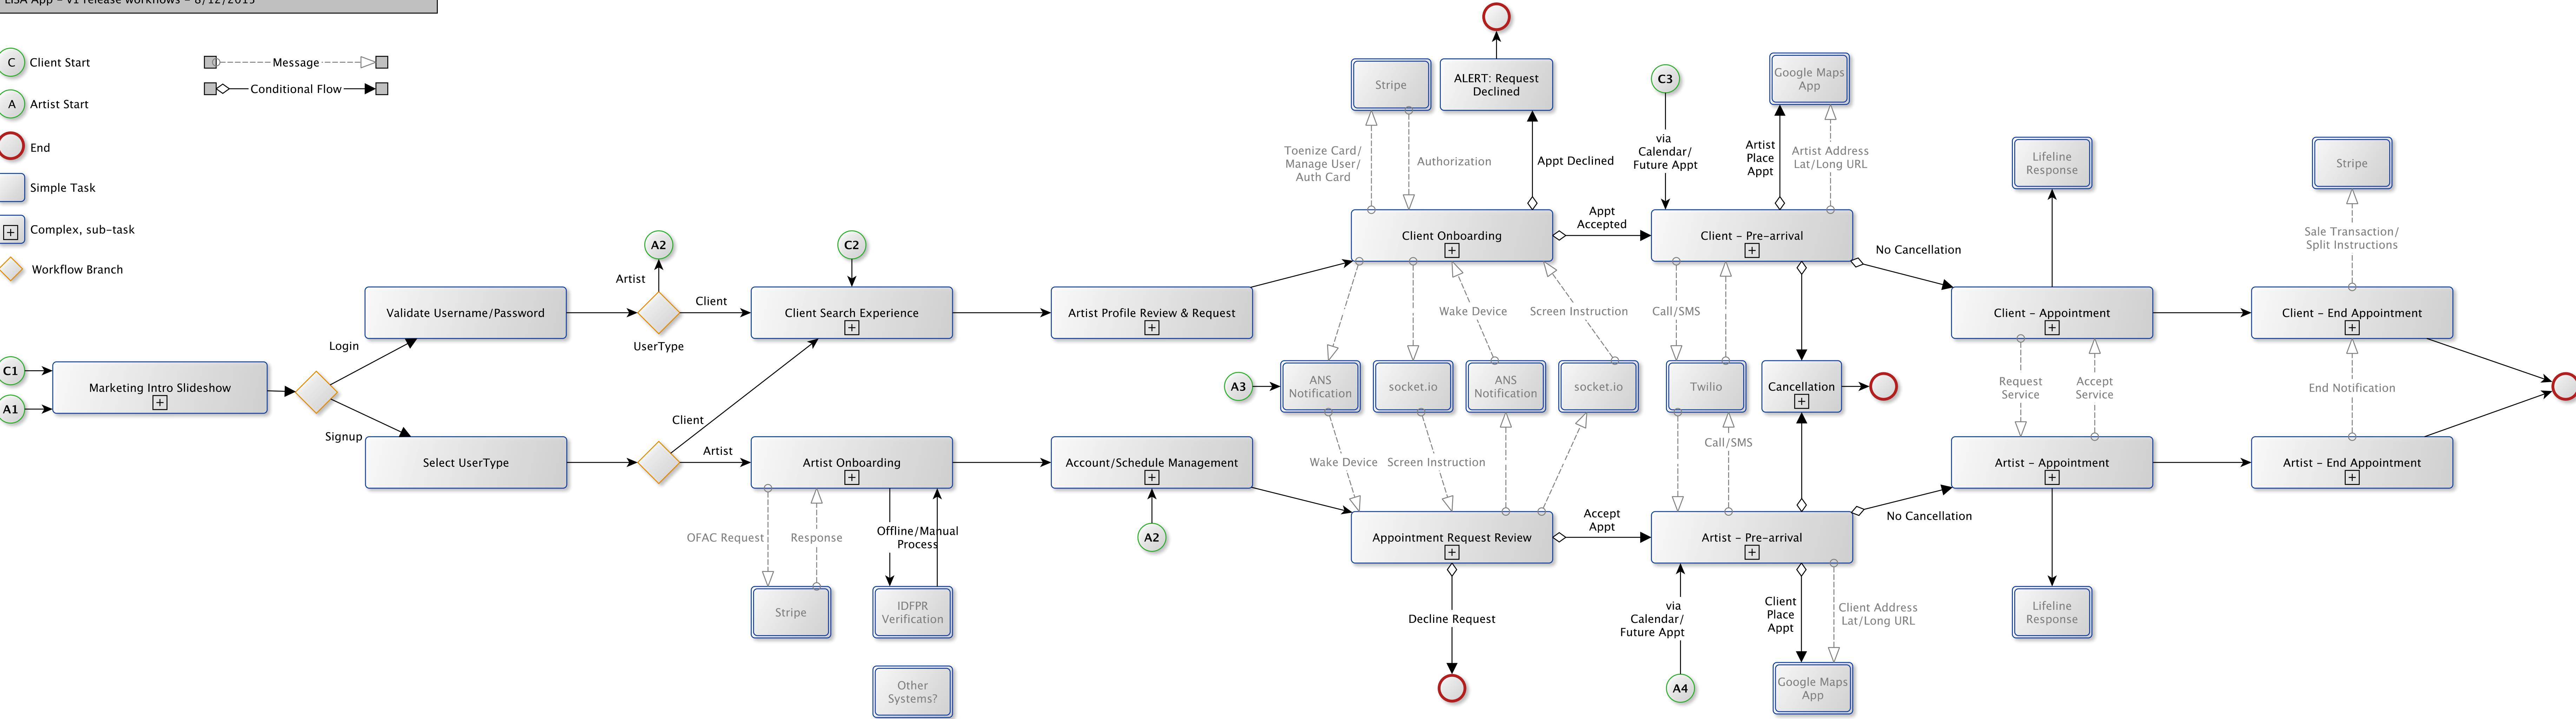 LISA App - v1 release workflows - 8/12/2015
C
Client Start
Message
Conditional Flow
A
Artist Start
End
Simple Task
Complex, sub-task
Workflow Branch
C1
A1
Marketing Intro Slideshow
Login
Signup
Validate Username/Password
Select UserType
A2
Artist
Client
UserType
Client
Artist
C2
Client Search Experience
Artist Onboarding
OFAC Request
Response
Offline/Manual
Process
Stripe
IDFPR
Verification
Other
Systems?
Artist Profile Review & Request
Account/Schedule Management
A2
Stripe
ALERT: Request
Declined
Toenize Card/
Manage User/
Auth Card
Authorization
Appt Declined
Client Onboarding
Appt
Accepted
Wake Device
Screen Instruction
A3
ANS
Notification
socket.io
ANS
Notification
socket.io
Wake Device
Screen Instruction
Appointment Request Review
Accept
Appt
Decline Request
C3
via
Calendar/
Future Appt
Google Maps
App
Artist
Place
Appt
Artist Address
Lat/Long URL
Client - Pre-arrival
No Cancellation
Call/SMS
Twilio
Cancellation
Call/SMS
Artist - Pre-arrival
No Cancellation
via
Calendar/
Future Appt
A4
Client
Place
Appt
Client Address
Lat/Long URL
Google Maps
App
Lifeline
Response
Client - Appointment
Request
Service
Accept
Service
Artist - Appointment
Lifeline
Response
Stripe
Sale Transaction/
Split Instructions
Client - End Appointment
End Notification
Artist - End Appointment